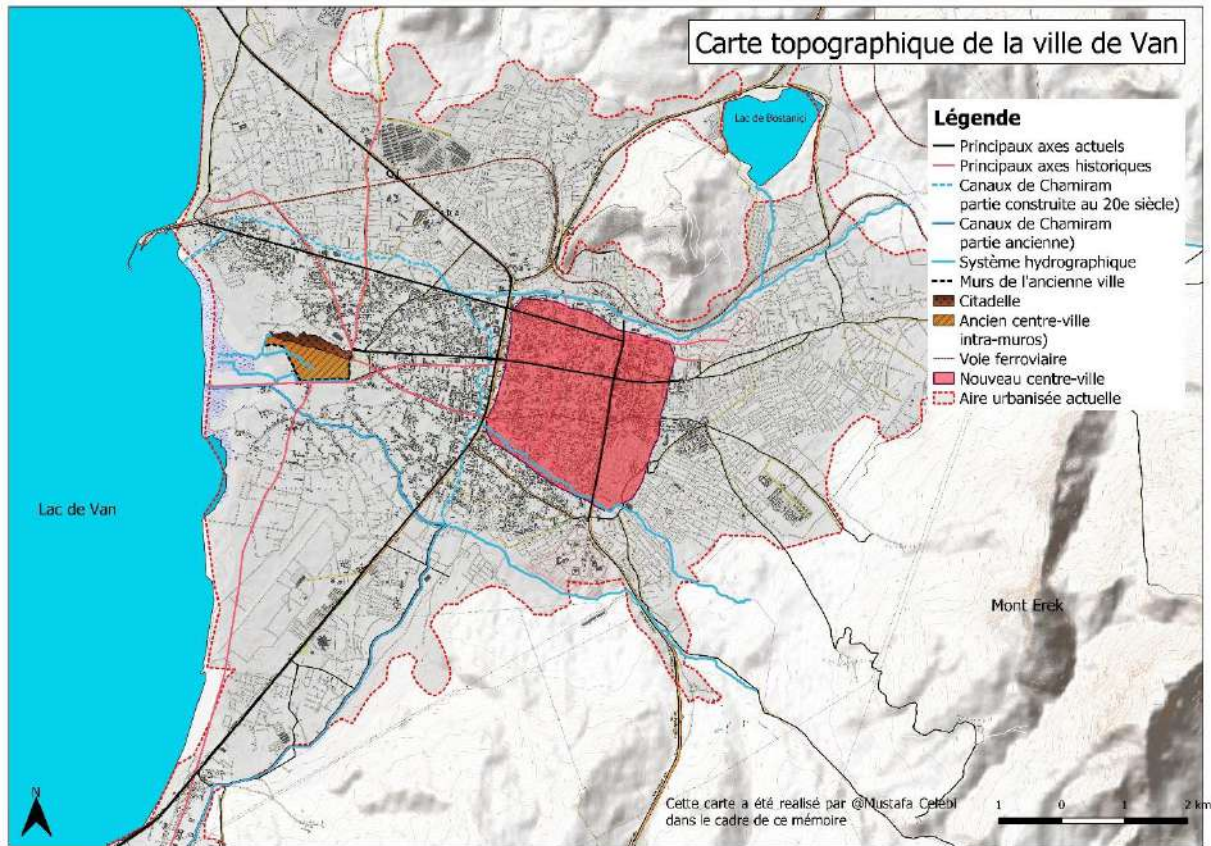 Carte topographique de la ville de Van
Lac de Bostaniçi
Légende
Principaux axes actuels
Principaux axes historiques
Canaux de Chamiram
partie construite au 20e siècle)
Canaux de Chamiram
partie ancienne)
Système hydrographique
Murs de l'ancienne ville
Citadelle
Ancien centre-ville
intra-muros)
Voie ferroviaire
Nouveau centre-ville
Aire urbanisée actuelle
Lac de Van
Mont Erek
N
Cette carte a été realisé par @Mustafa Celebi
dans le cadre de ce mémoire
1 0 1 2 km